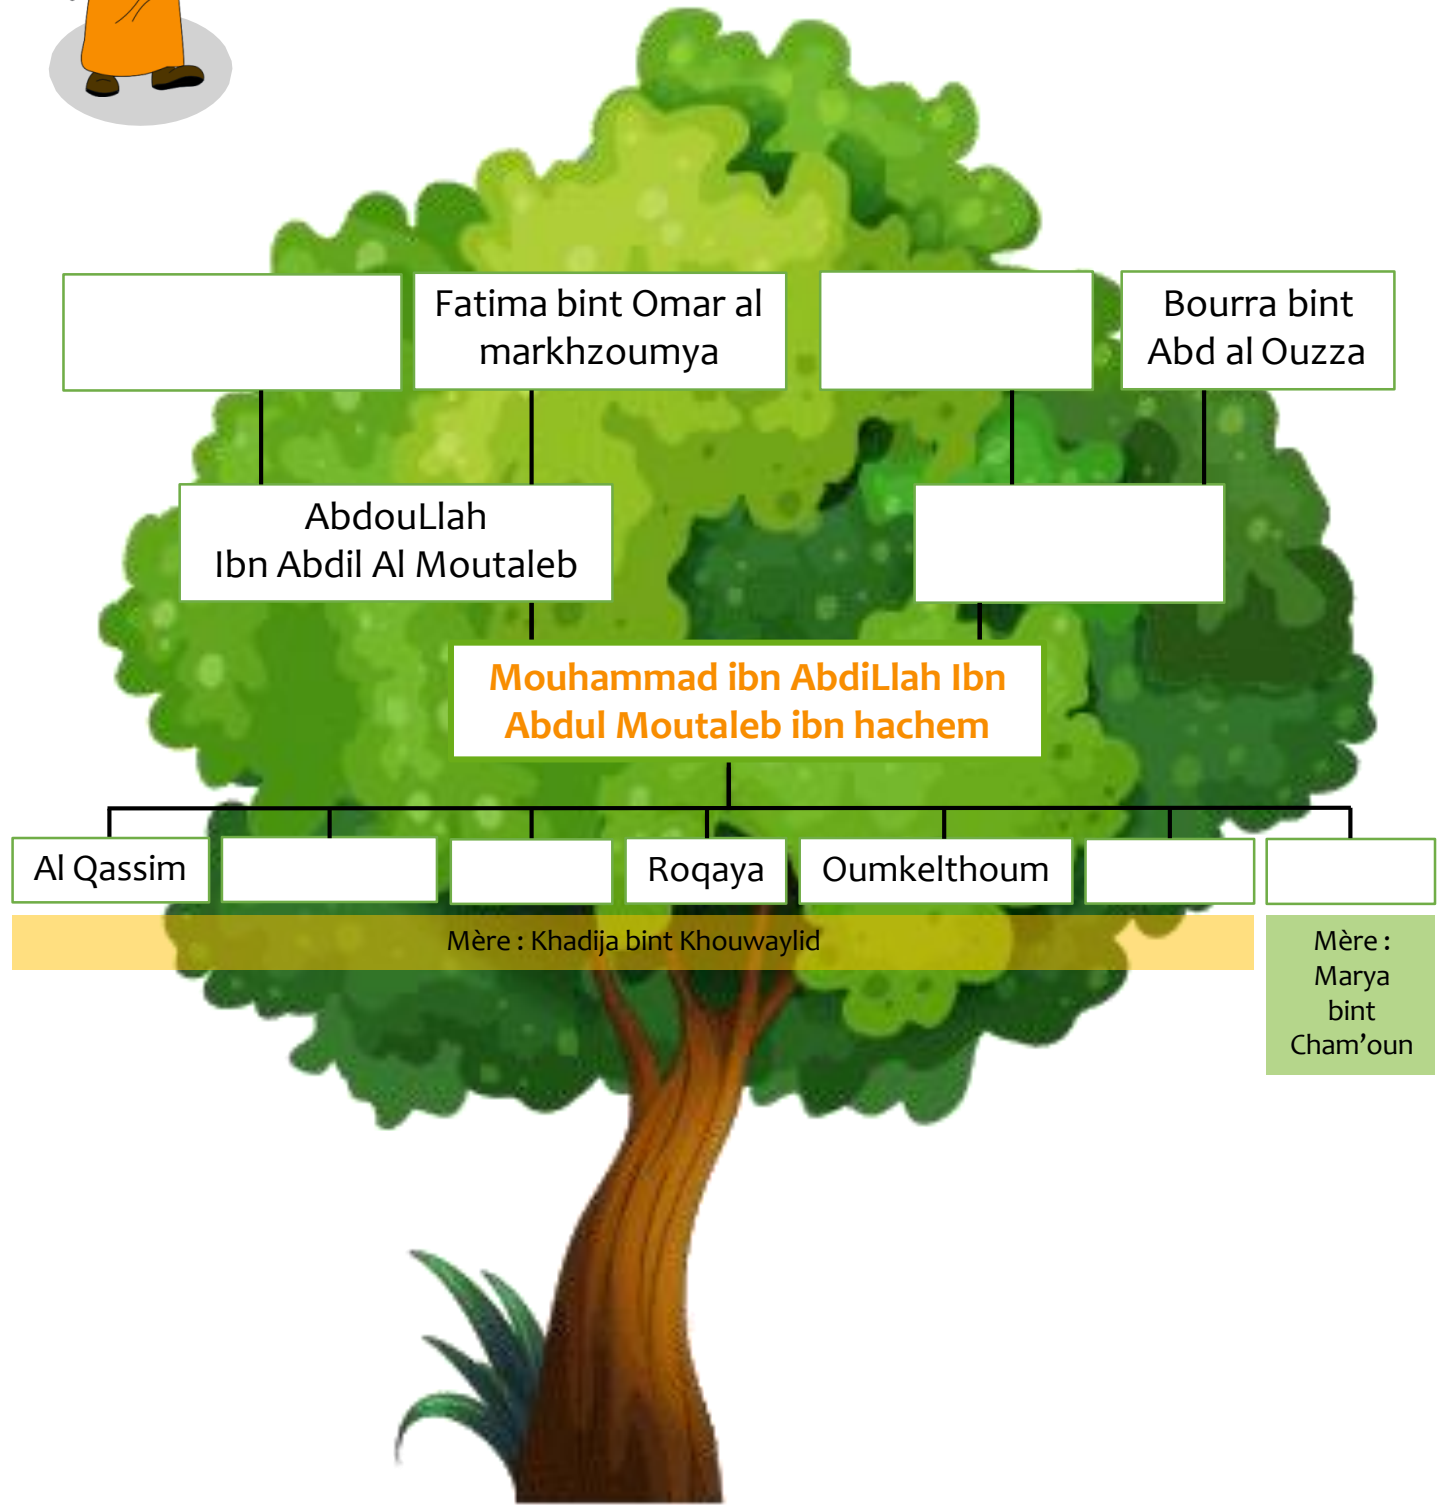 Fatima bint Omar al
markhzoumya
Bourra bint
Abd al Ouzza
AbdouLlah
Ibn Abdil Al Moutaleb
Mouhammad ibn AbdiLlah Ibn
Abdul Moutaleb ibn hachem
Al Qassim
Roqaya
Oumkelthoum
Mère : Khadija bint Khouwaylid
Mère :
Marya
bint
Cham’oun